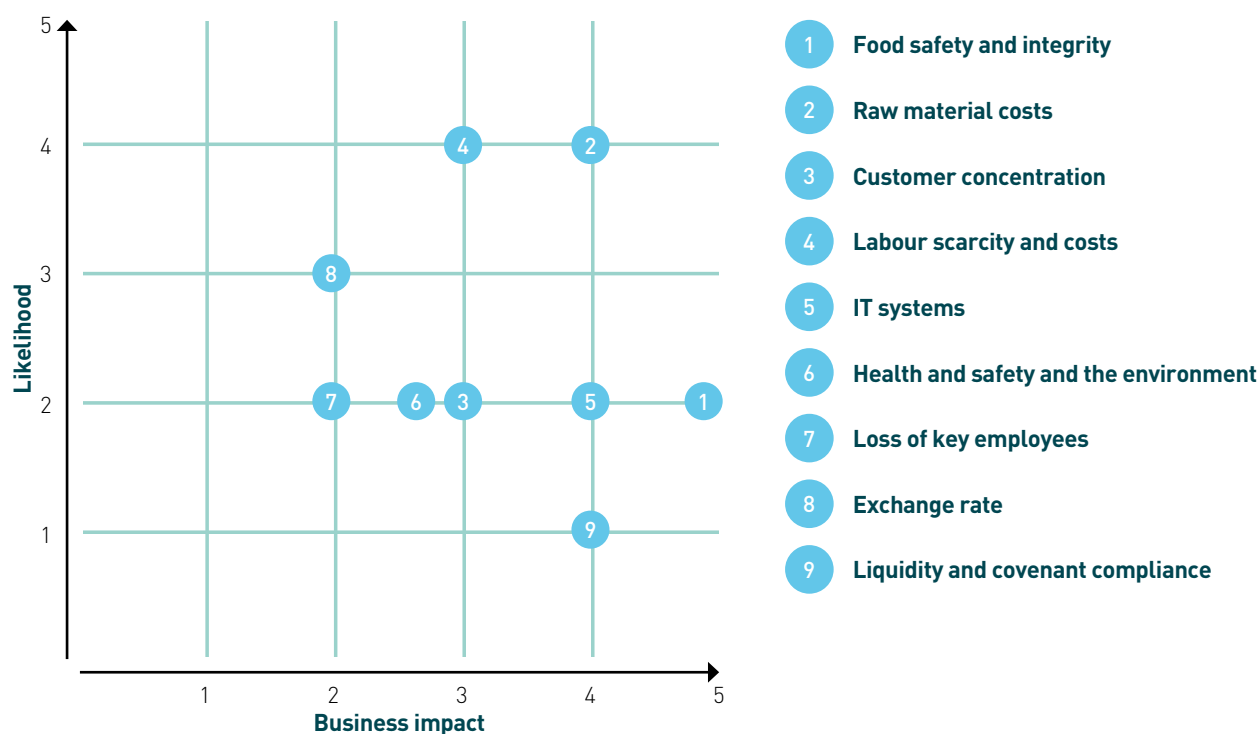 5
4
3
2
1
Likelihood
4
2
8
7
6
3
5
1
9
1
2
3
4
5
Business impact
1 Food safety and integrity
2 Raw material costs
3 Customer concentration
4 Labour scarcity and costs
5 IT systems
6 Health and safety and the environment
7 Loss of key employees
8 Exchange rate
9 Liquidity and covenant compliance